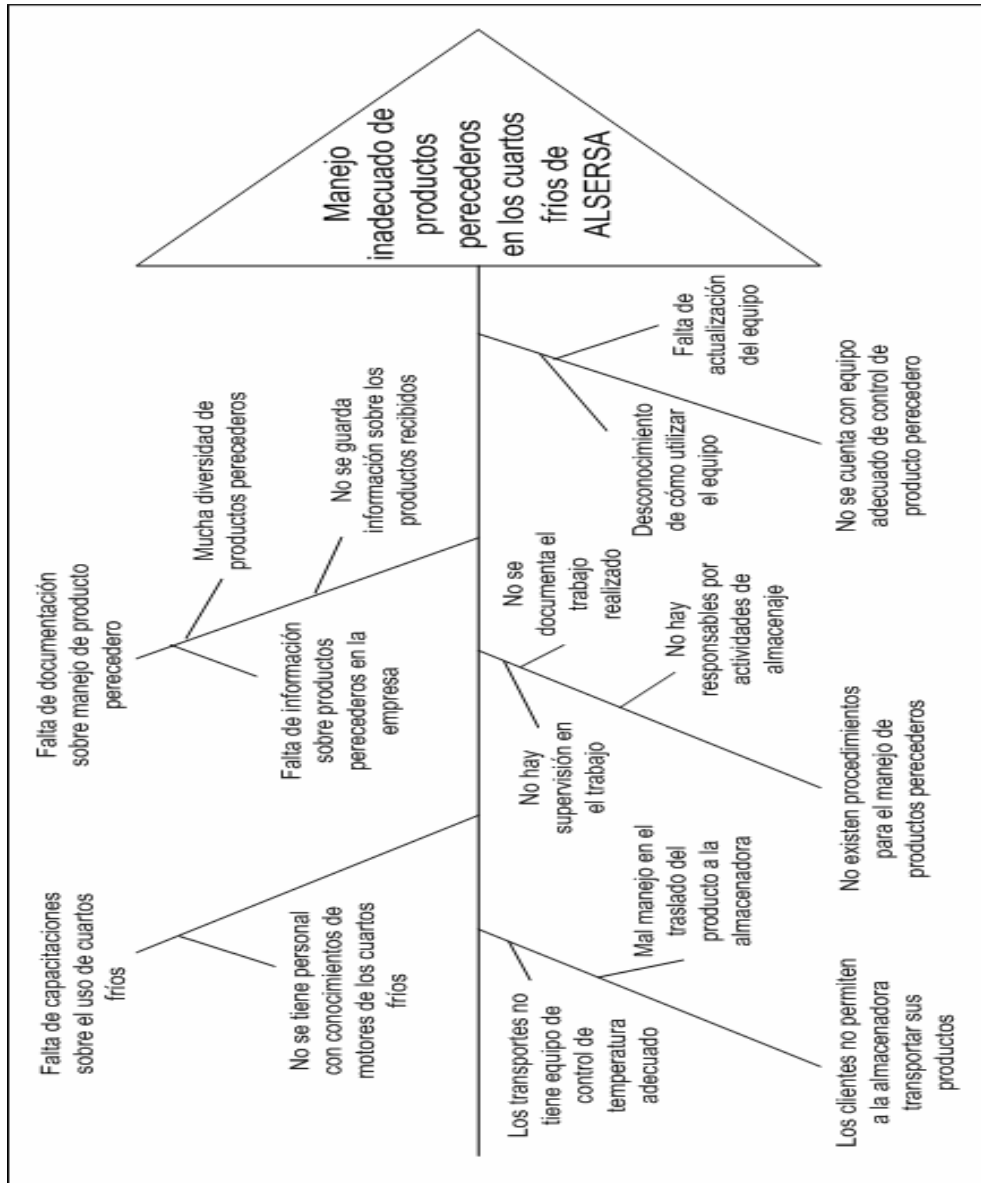 Falta de capacitaciones
sobre el uso de cuartos
fríos
No se tiene personal
con conocimientos de
motores de los cuartos
fríos
Falta de documentación
sobre manejo de producto
perecedero
Mucha diversidad de
productos perecederos
Falta de información
sobre productos
perecederos en la
empresa
No se guarda
información sobre los
productos recibidos
Manejo
inadecuado de
productos
perecederos
en los cuartos
fríos de
ALSERSA
Los transportes no
tiene equipo de
control de
temperatura
adecuado
Mal manejo en el
traslado del
producto a la
almacenadora
Los clientes no permiten
a la almacenadora
transportar sus
productos
No hay
supervisión en
el trabajo
No se
documenta el
trabajo
realizado
No hay
responsables por
actividades de
almacenaje
No existen procedimientos
para el manejo de
productos perecederos
Desconocimiento
de cómo utilizar
el equipo
Falta de
actualización
del equipo
No se cuenta con equipo
adecuado de control de
producto perecedero